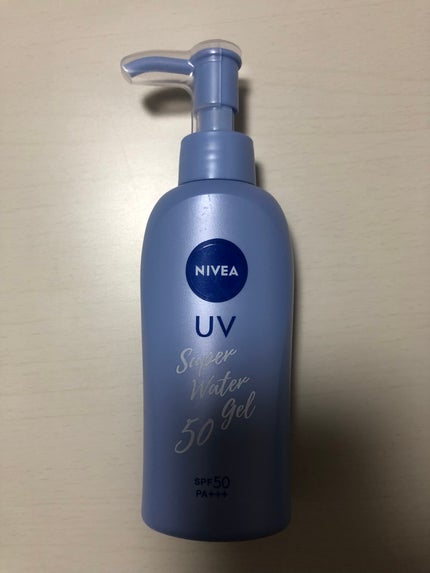 NIVEA
UV
Super
Water
Gel
50
SPF50
PA+++